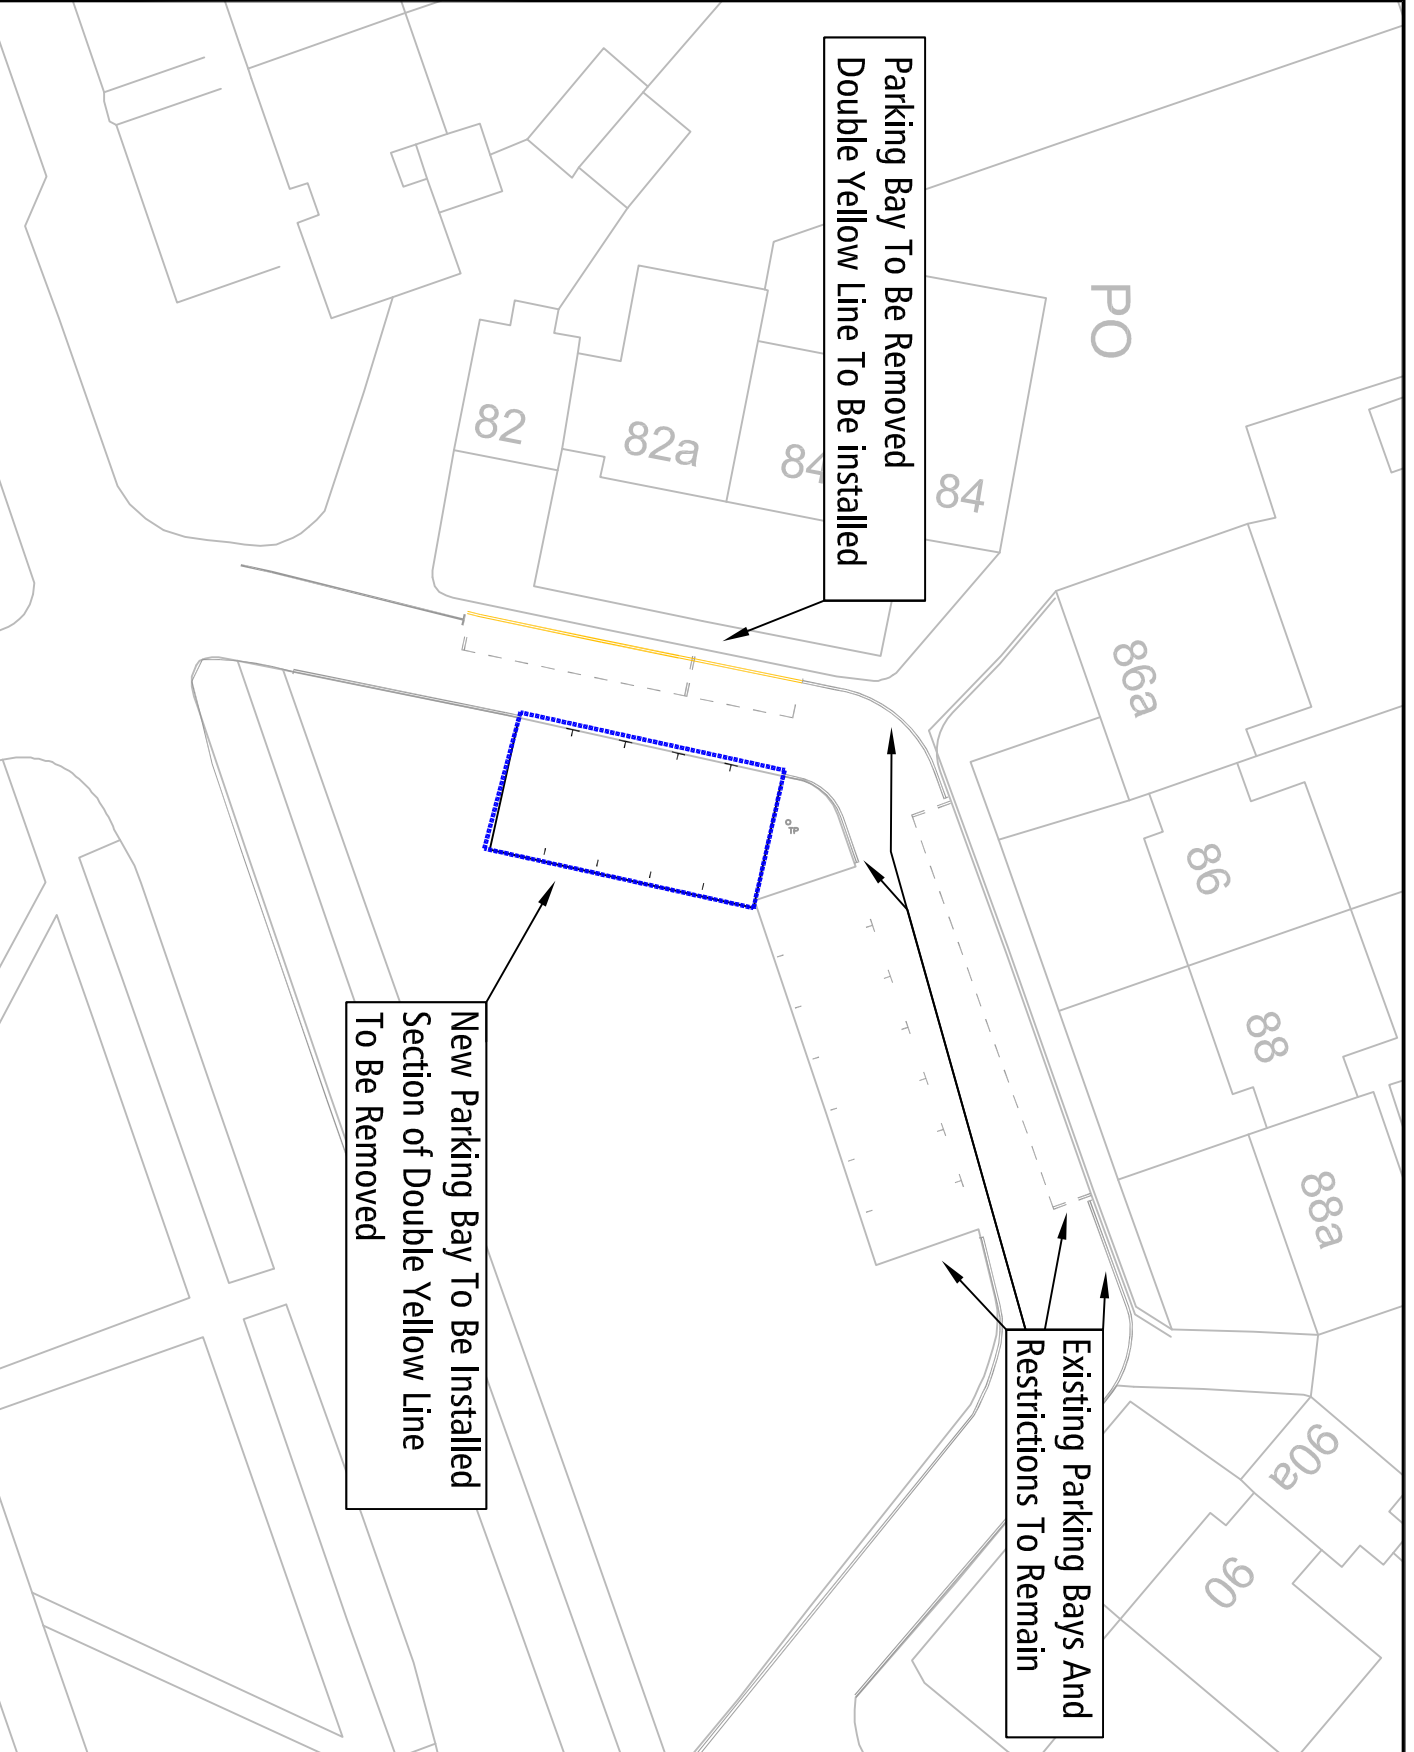 Parking Bay To Be Removed
Double Yellow Line To Be installed
PO
82
82a
84
84
86a
86
88
88a
90a
90
New Parking Bay To Be Installed
Section of Double Yellow Line
To Be Removed
Existing Parking Bays And
Restrictions To Remain